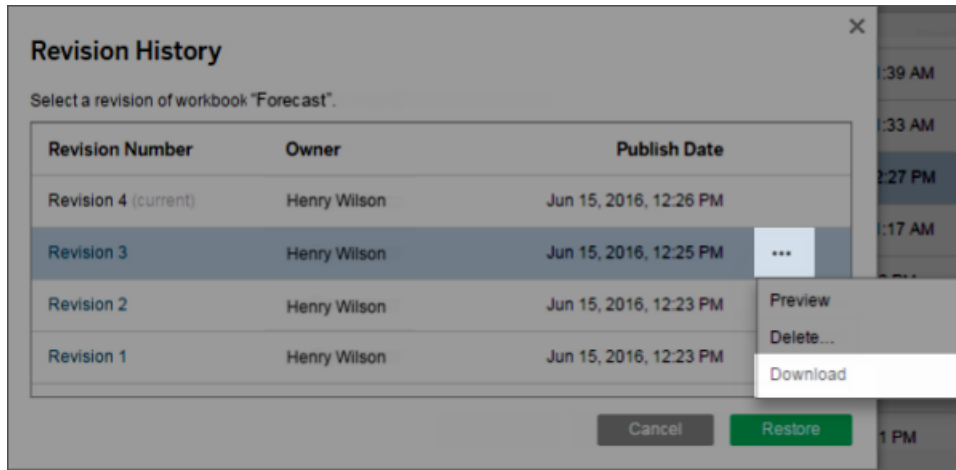 Revision History
Select a revision of workbook "Forecast".
Revision Number Owner Publish Date
Revision 4 (current) Henry Wilson Jun 15, 2016, 12:26 PM
Revision 3 Henry Wilson Jun 15, 2016, 12:25 PM ...
Revision 2 Henry Wilson Jun 15, 2016, 12:23 PM
Revision 1 Henry Wilson Jun 15, 2016, 12:23 PM
Preview
Delete...
Download
Cancel Restore
:39 AM
:33 AM
2:27 PM
:17 AM
1 PM